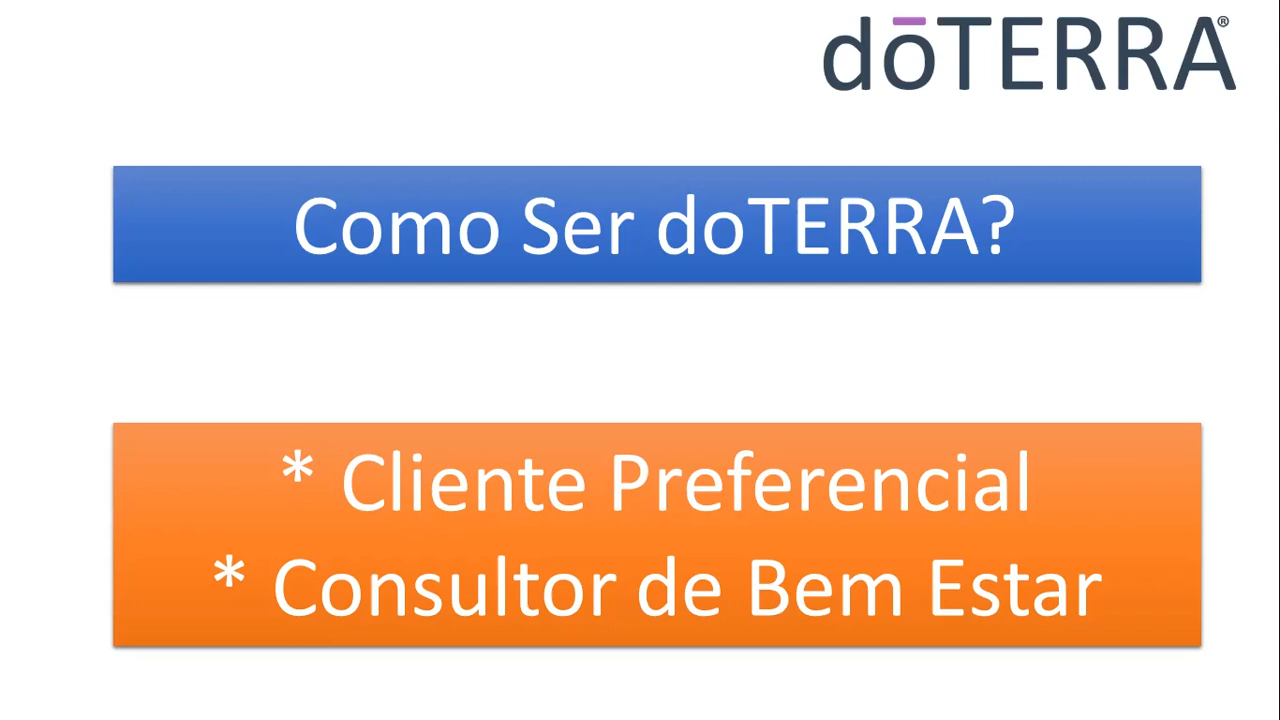 dōTERRA®
Como Ser doTERRA?
* Cliente Preferencial
* Consultor de Bem Estar